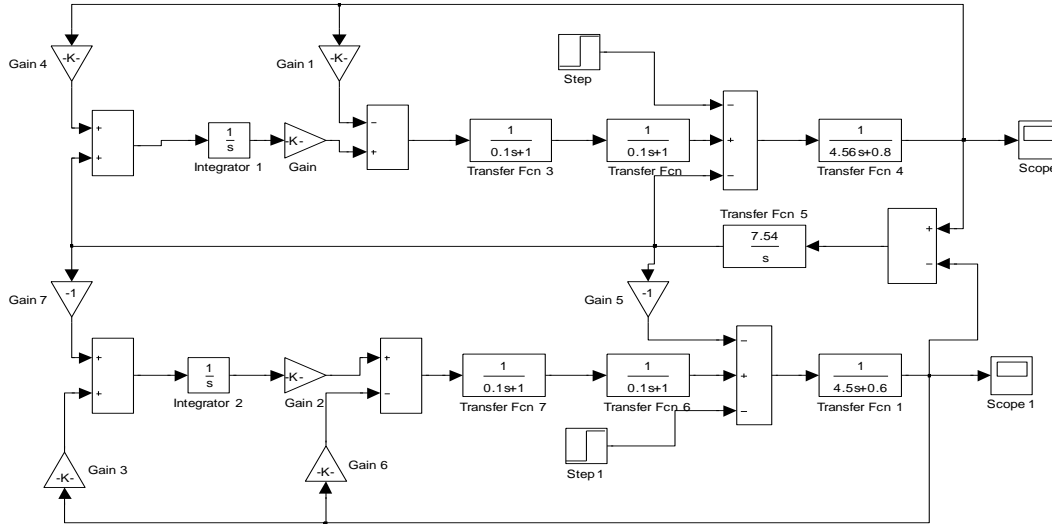 -K-
Gain 4
-K-
Gain 1
Step
+
+
1
s
Integrator 1
-K-
Gain
−
+
1
0.1s+1
Transfer Fcn 3
1
0.1s+1
Transfer Fcn
−
+
−
1
4.56s+0.8
Transfer Fcn 4
Scope
Transfer Fcn 5
7.54
s
+
−
Gain 7
-1
Gain 5
-1
+
+
1
s
Integrator 2
-K-
Gain 2
+
−
1
0.1s+1
Transfer Fcn 7
1
0.1s+1
Transfer Fcn 6
−
+
−
1
4.5s+0.6
Transfer Fcn 1
Scope 1
-K-
Gain 3
-K-
Gain 6
Step 1